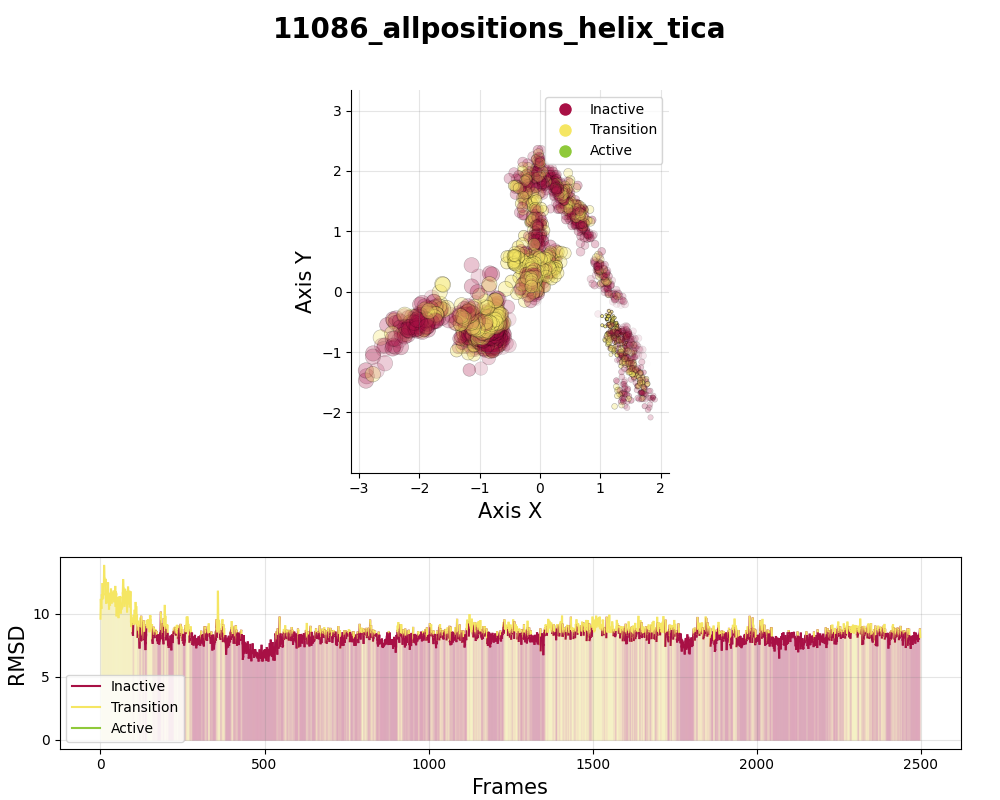 11086_allpositions_helix_tica
Inactive
Transition
Active
3
2
1
0
−1
−2
Axis Y
−3
−2
−1
0
1
2
Axis X
10
5
0
RMSD
Inactive
Transition
Active
0
500
1000
1500
2000
2500
Frames